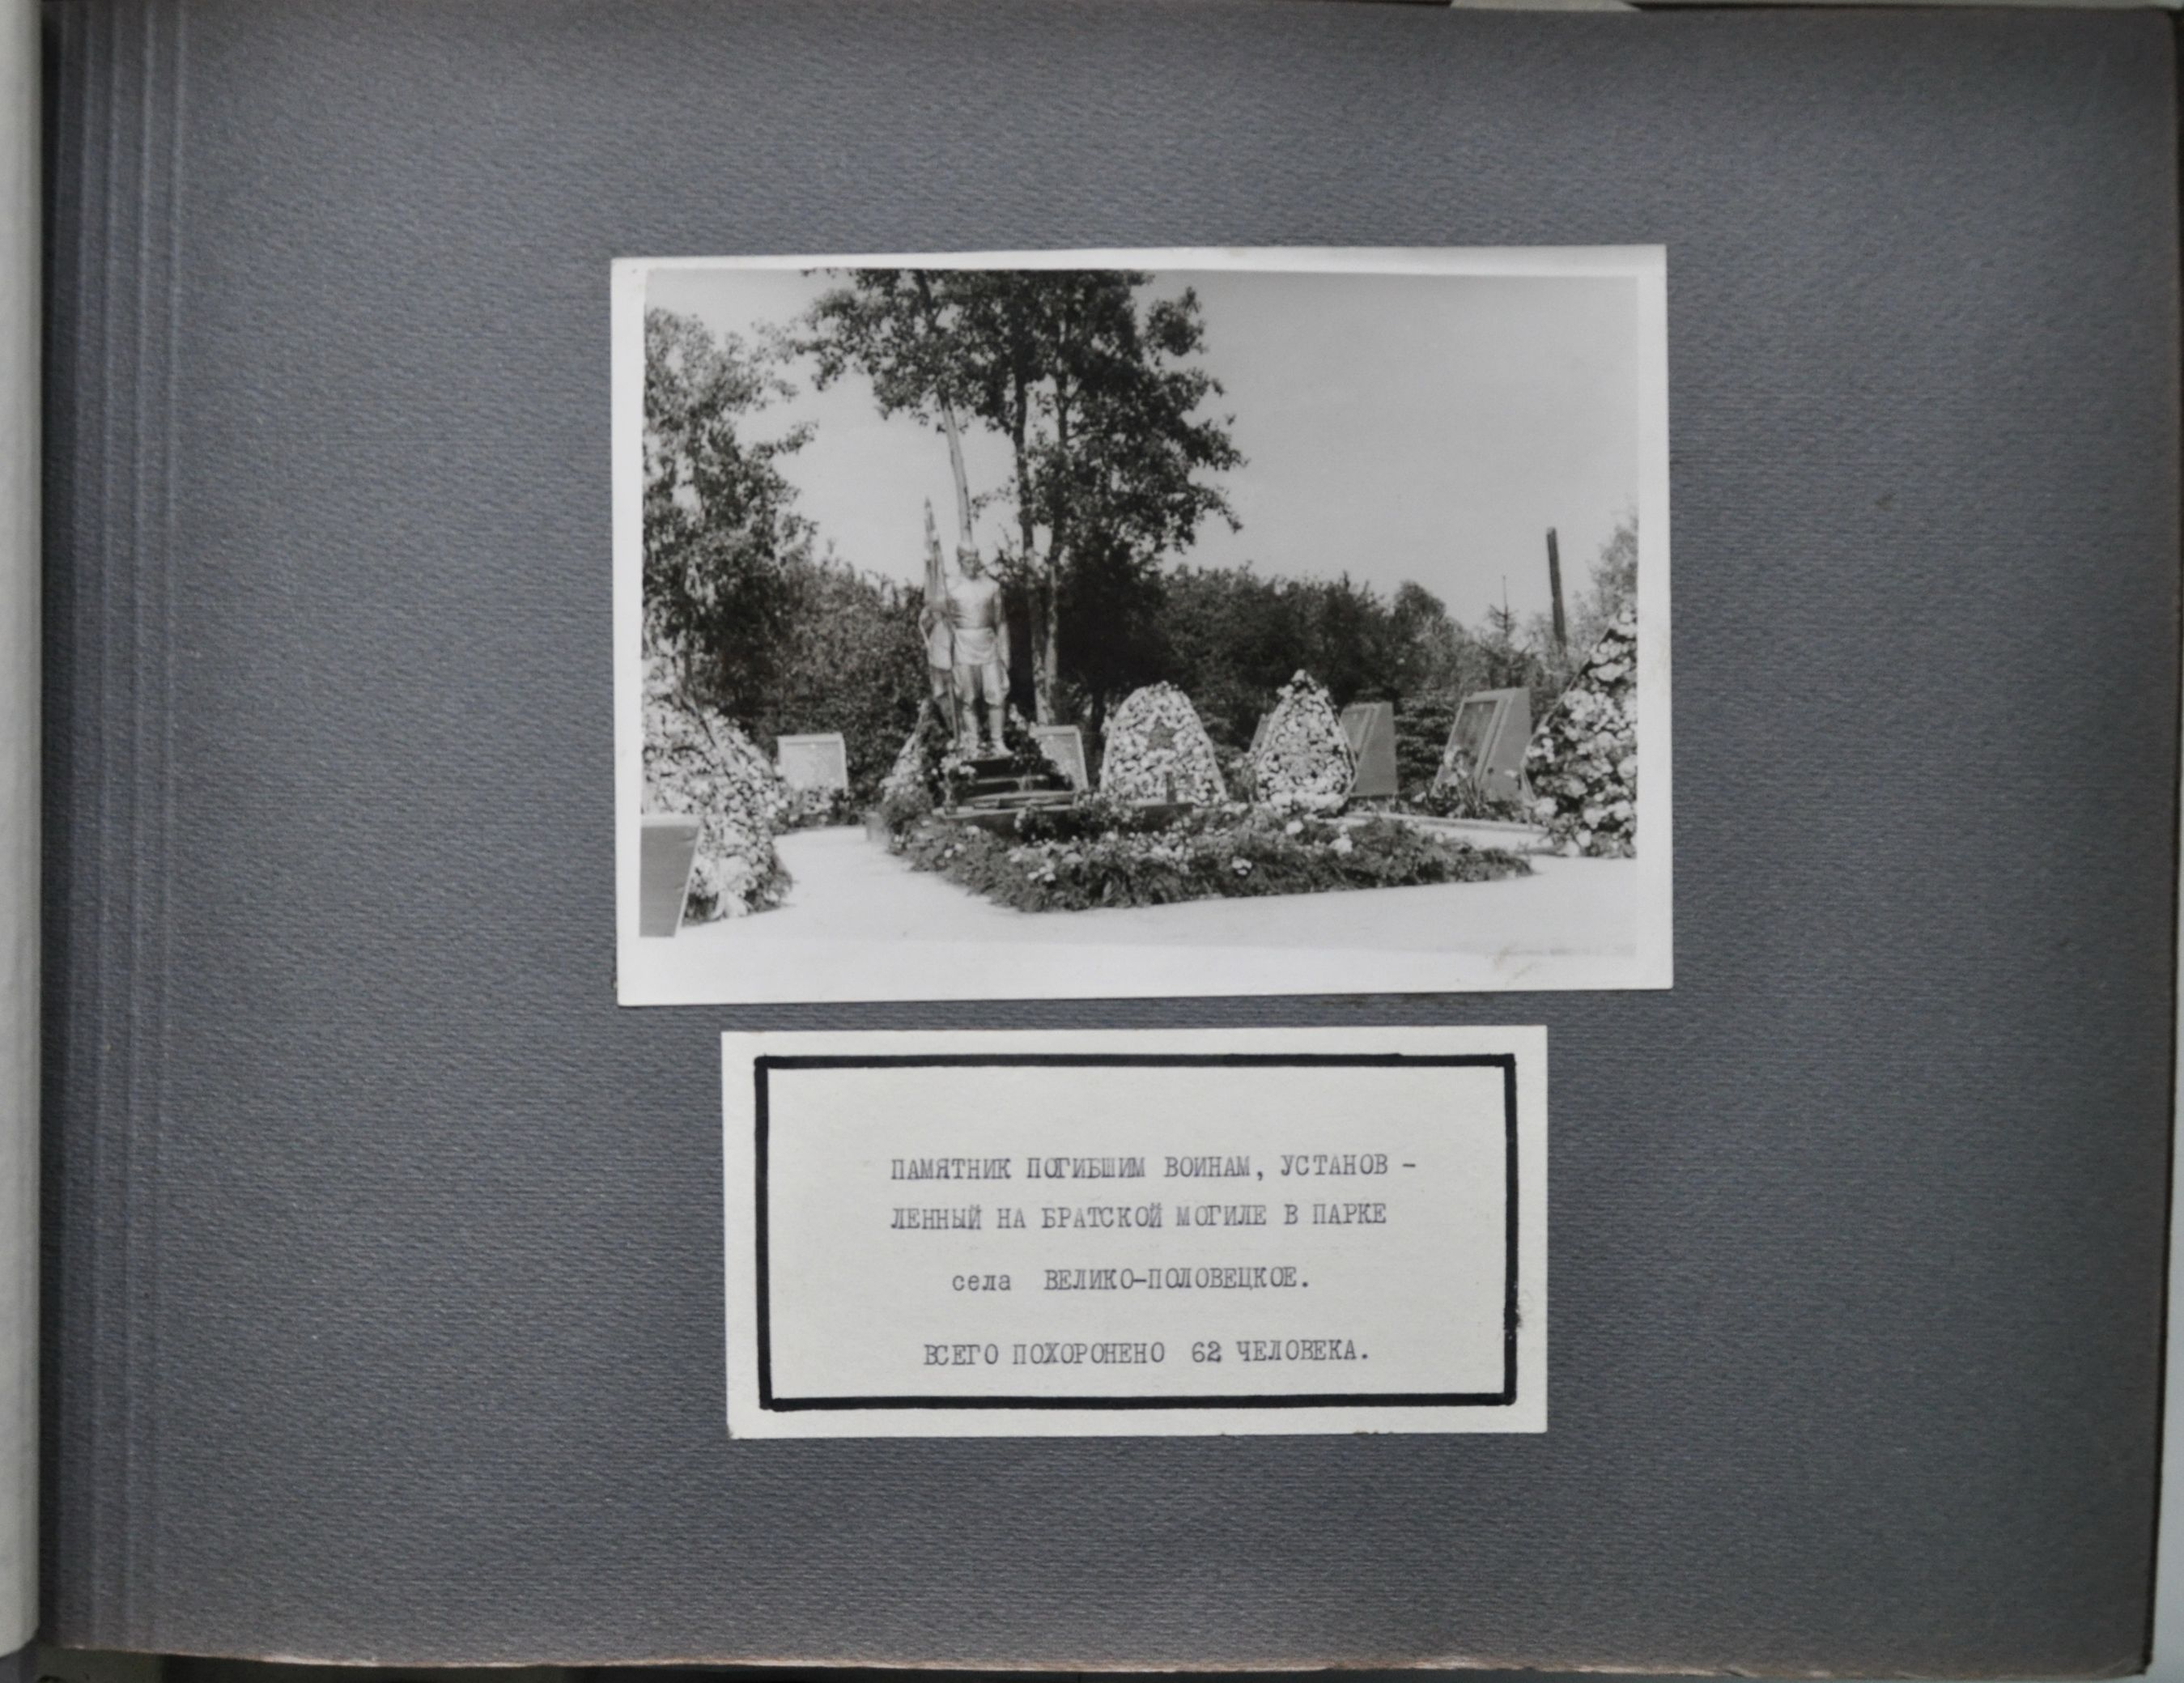 ПАМЯТНИК ПОГИБШИМ ВОИНАМ, УСТАНОВ -
ЛЕННЫЙ НА БРАТСКОЙ МОГИЛЕ В ПАРКЕ
села ВЕЛИКО-ПОЛОВЕЦКОЕ.
ВСЕГО ПОХОРОНЕНО 62 ЧЕЛОВЕКА.